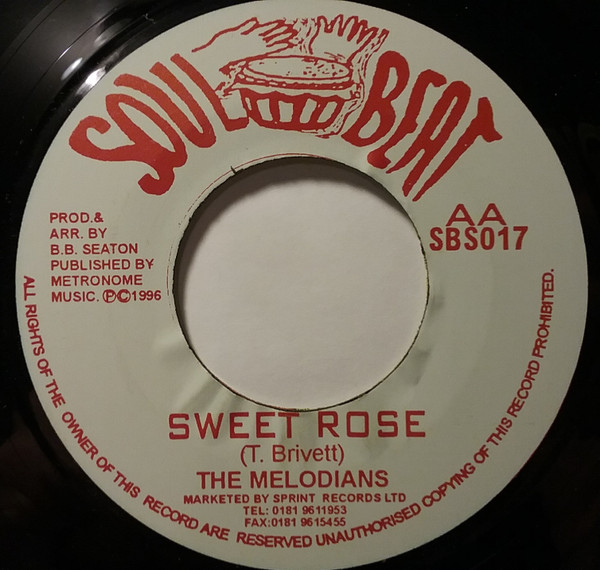 SOUL BEAT
PROD.&
ARR. BY
B.B. SEATON
PUBLISHED BY
METRONOME
MUSIC. ℗©1996
AA
SBS017
SWEET ROSE
(T. Brivett)
THE MELODIANS
MARKETED BY SPRINT RECORDS LTD
TEL: 0181 9611953
FAX:0181 9615455
ALL RIGHTS OF THE OWNER OF THIS RECORD ARE RESERVED UNAUTHORISED COPYING OF THIS RECORD PROHIBITED.